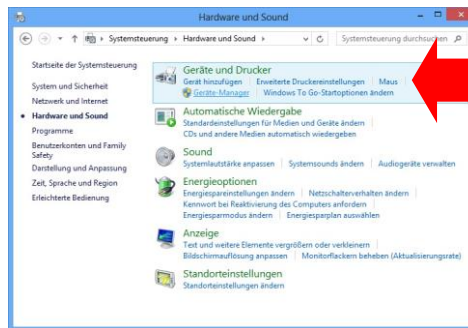 Hardware und Sound
Systemsteuerung Hardware und Sound Systemsteuerung durchsuchen
Startseite der Systemsteuerung
System und Sicherheit
Netzwerk und Internet
Hardware und Sound
Programme
Benutzerkonten und Family
Safety
Darstellung und Anpassung
Zeit, Sprache und Region
Erleichterte Bedienung
Geräte und Drucker
Gerät hinzufügen Erweiterte Druckereinstellungen Maus
Geräte-Manager Windows To Go-Startoptionen ändern
Automatische Wiedergabe
Standardeinstellungen für Medien und Geräte ändern
CDs und andere Medien automatisch wiedergeben
Sound
Systemlautstärke anpassen Systemsounds ändern Audiogeräte verwalten
Energieoptionen
Energiespareinstellungen ändern Netzschalterverhalten ändern
Kennwort bei Reaktivierung des Computers anfordern
Energiesparmodus ändern Energiesparplan auswählen
Anzeige
Text und weitere Elemente vergrößern oder verkleinern
Bildschirmauflösung anpassen Monitorflackern beheben (Aktualisierungsrate)
Standorteinstellungen
Standorteinstellungen ändern